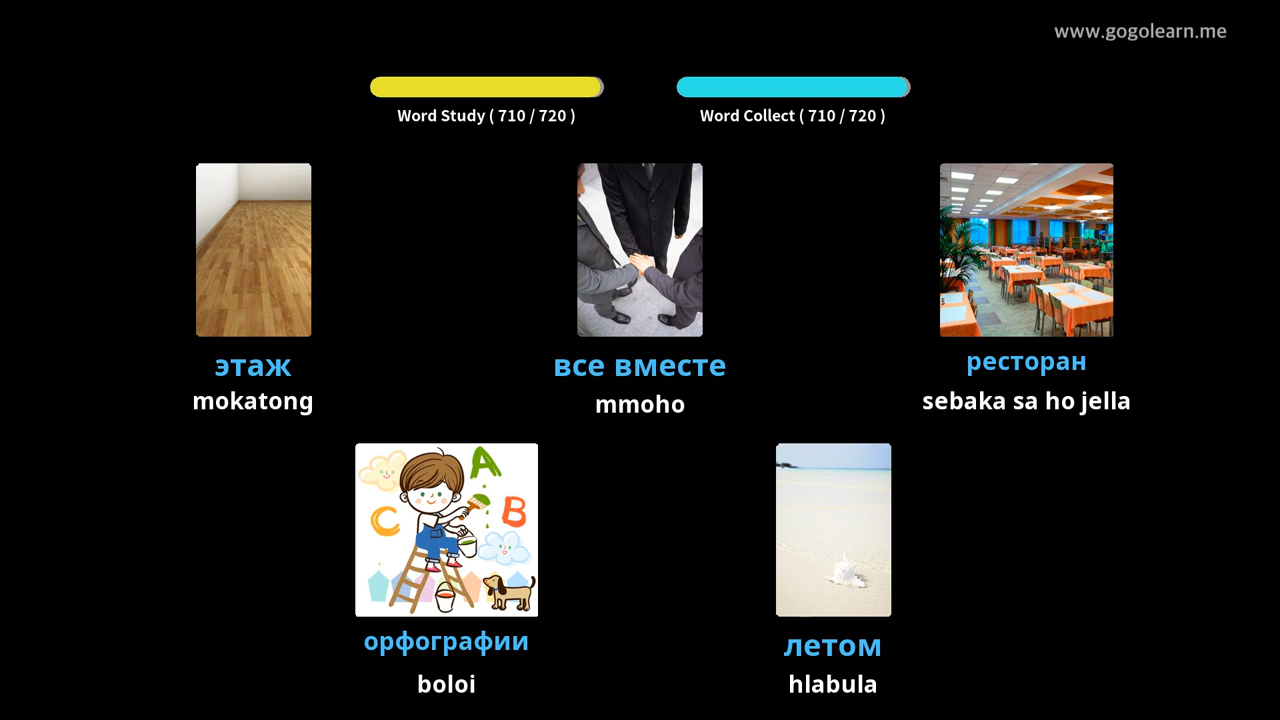 www.gogolearn.me
Word Study ( 710 / 720 )
Word Collect ( 710 / 720 )
этаж
mokatong
все вместе
mmoho
ресторан
sebaka sa ho jella
A
B
C
орфографии
boloi
летом
hlabula